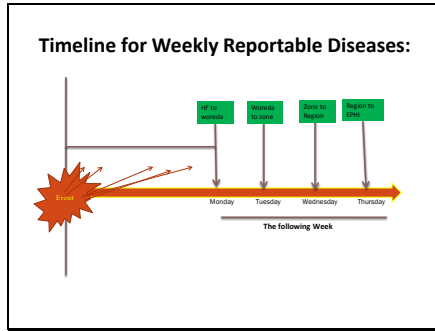 Timeline for Weekly Reportable Diseases:
HF to
woreda
Woreda
to zone
Zone to
Region
Region to
EPHI
Event
Monday
Tuesday
Wednesday
Thursday
The following Week